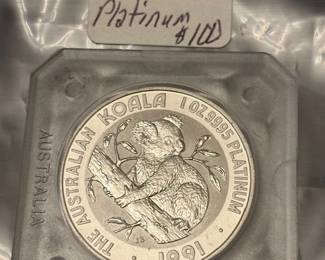 Platinum
$100
AUSTRALIA
THE AUSTRALIAN KOALA 1 OZ. 9995 PLATINUM
· 1991 ·